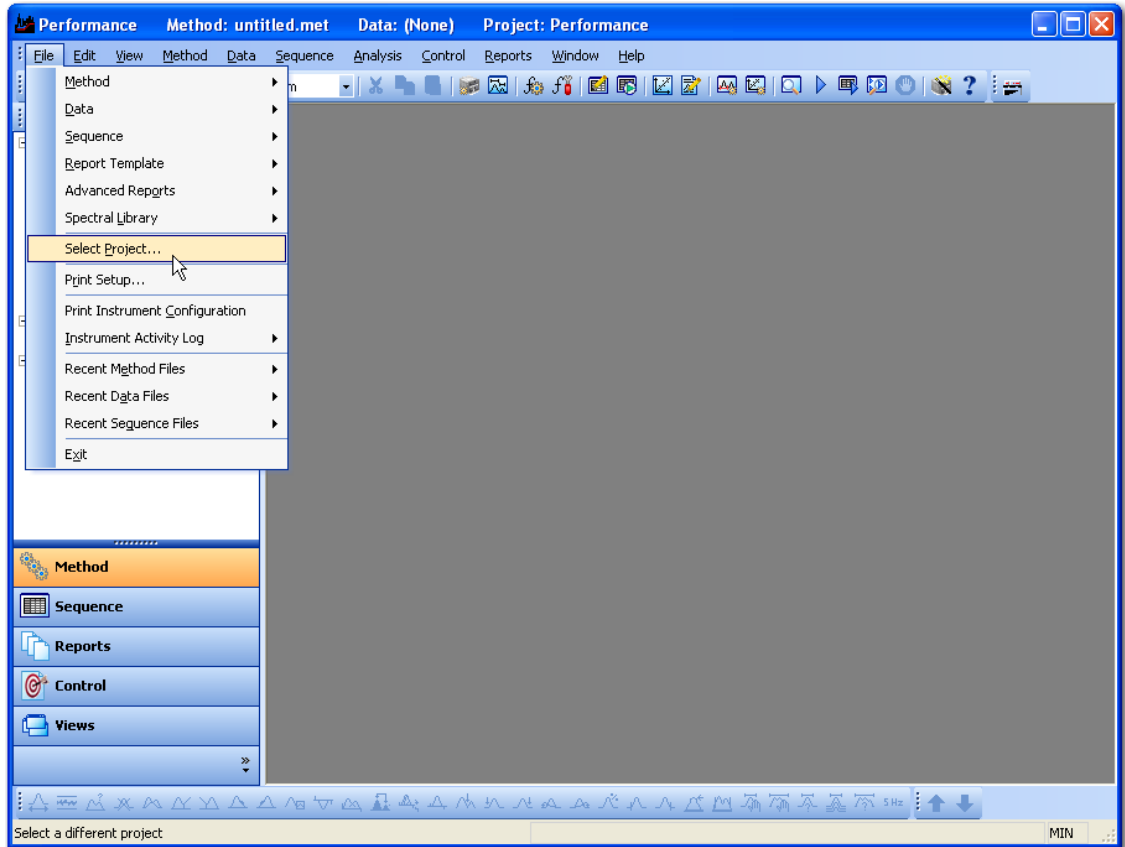 Performance Method: untitled.met Data: (None) Project: Performance
File Edit View Method Data Sequence Analysis Control Reports Window Help
Method
Data
Sequence
Report Template
Advanced Reports
Spectral Library
Select Project...
Print Setup...
Print Instrument Configuration
Instrument Activity Log
Recent Method Files
Recent Data Files
Recent Sequence Files
Exit
Method
Sequence
Reports
Control
Views
5 Hz
Select a different project MIN